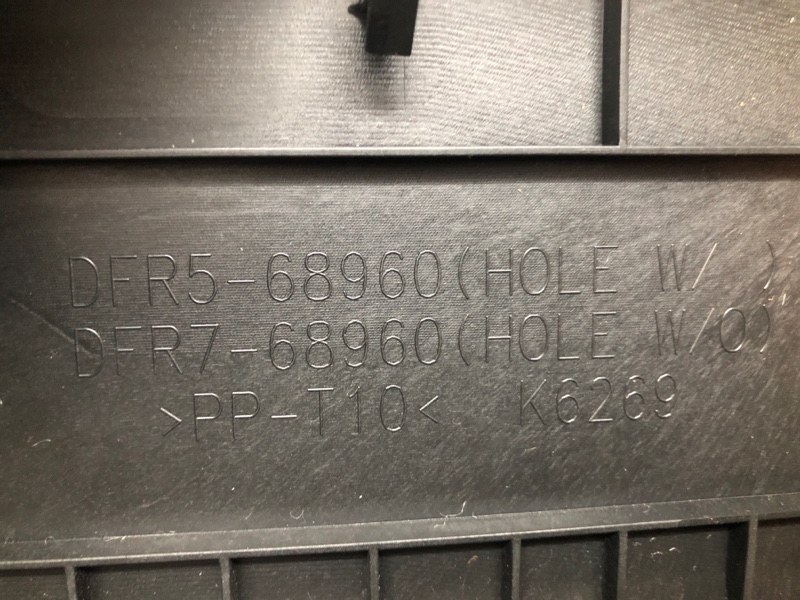 DFR5-68960(HOLE W/ )
DFR7-68960(HOLE W/O)
>PP-T10< K6269